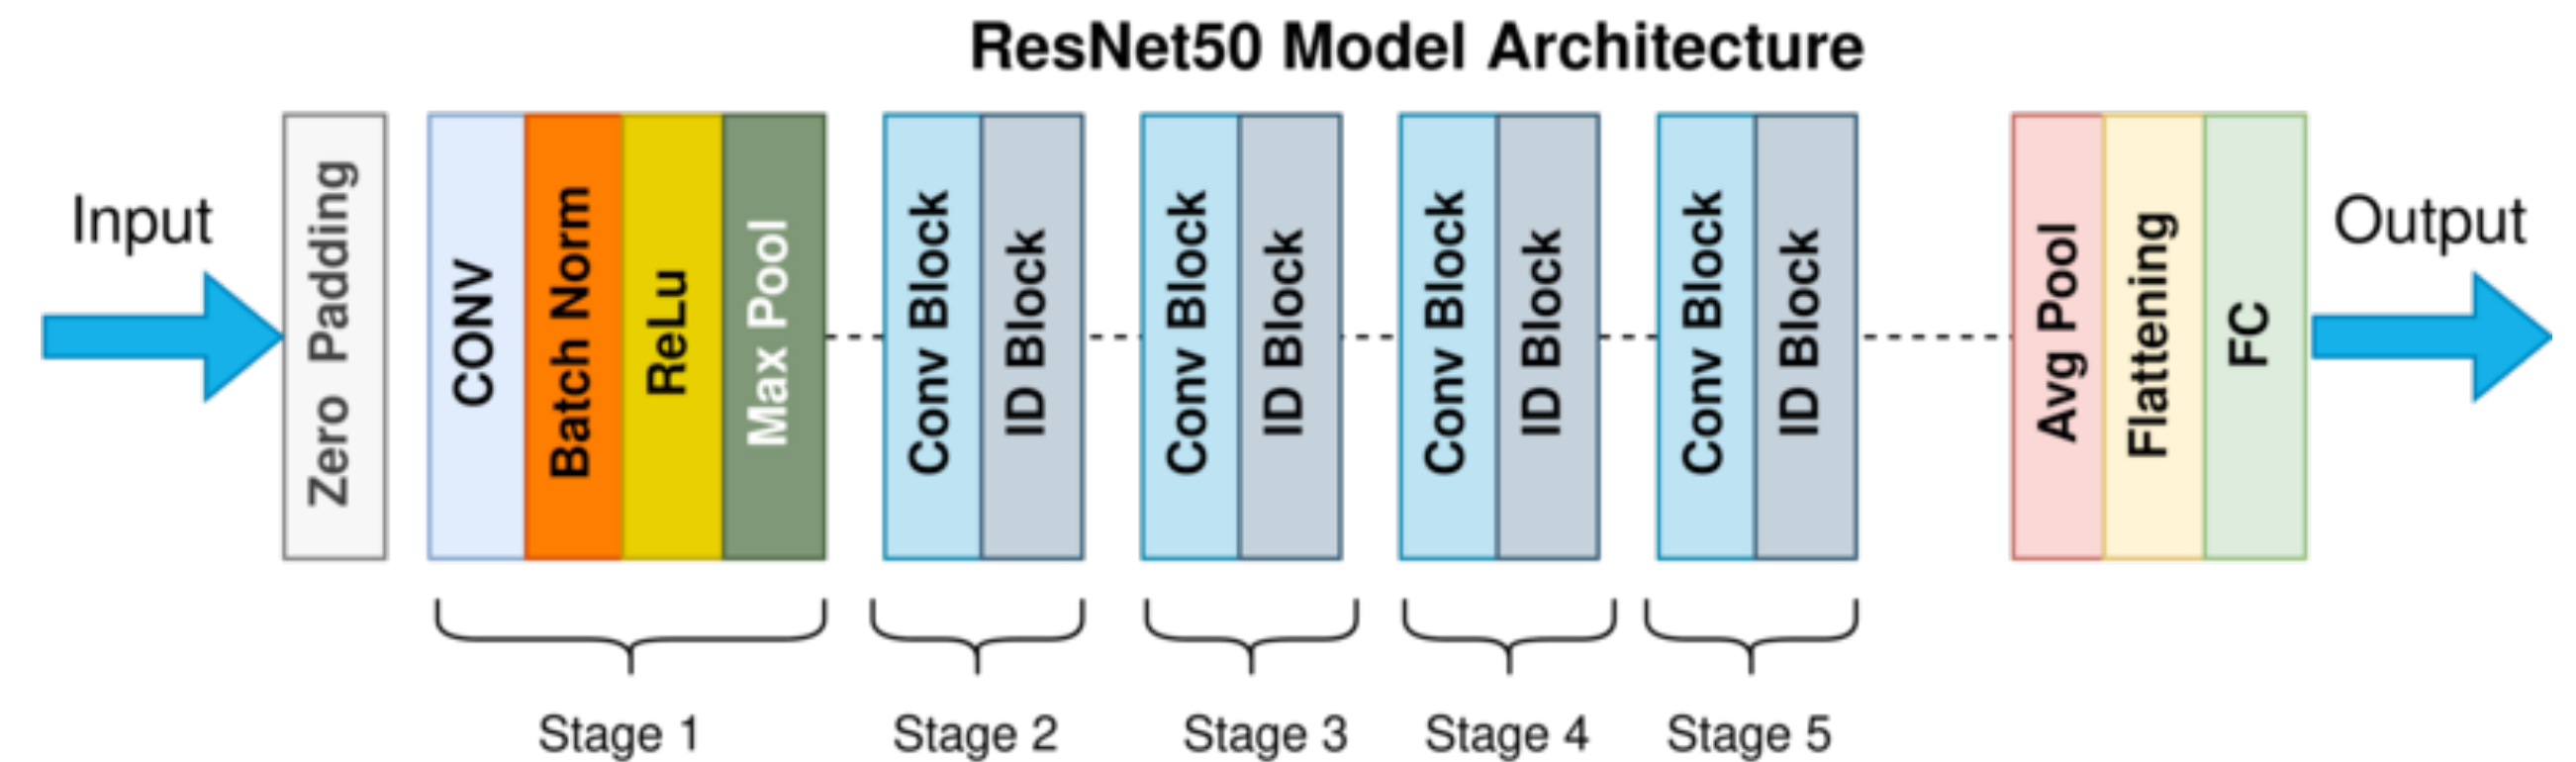 ResNet50 Model Architecture
Input
Zero Padding
CONV
Batch Norm
ReLu
Max Pool
Conv Block
ID Block
Conv Block
ID Block
Conv Block
ID Block
Conv Block
ID Block
Avg Pool
Flattening
FC
Output
Stage 1
Stage 2
Stage 3
Stage 4
Stage 5